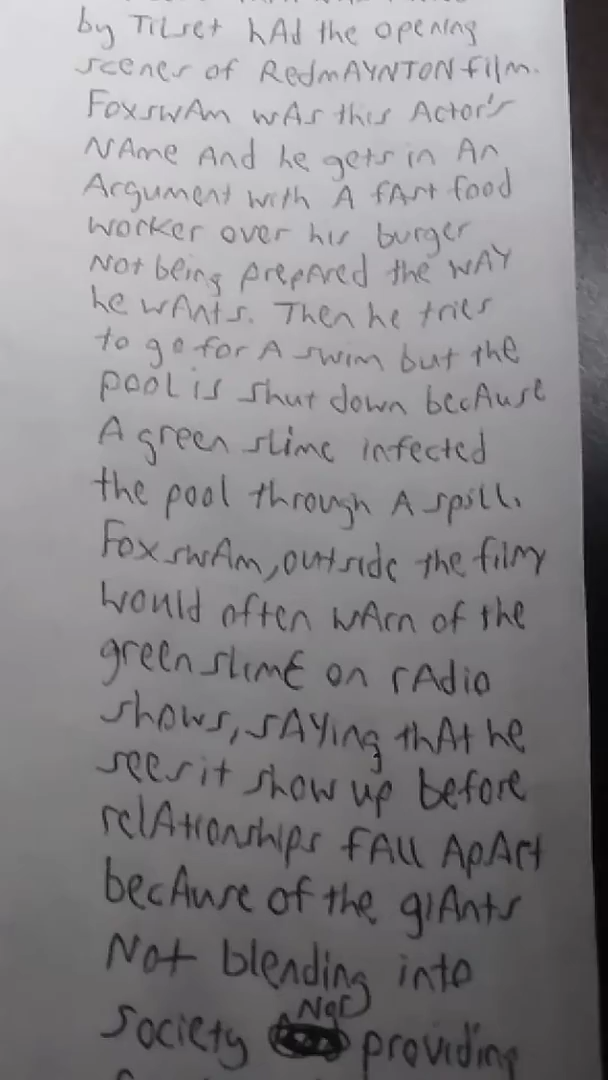 by Tilset hAd the opening
scenes of RedmAYNTON film.
FoxswAm wAs this Actor's
NAme And he gets in An
Argument with A fAst food
worker over his burger
Not being prepAred the wAY
he wAnts. Then he tries
to go for A swim but the
pool is shut down becAuse
A green slime infected
the pool through A spill.
FoxswAm, outside the film,
would often wArn of the
green slimE on rAdio
shows, sAYing thAt he
sees it show up before
relAtionships fAll ApArt
becAuse of the giAnts
Not blending into
society providing